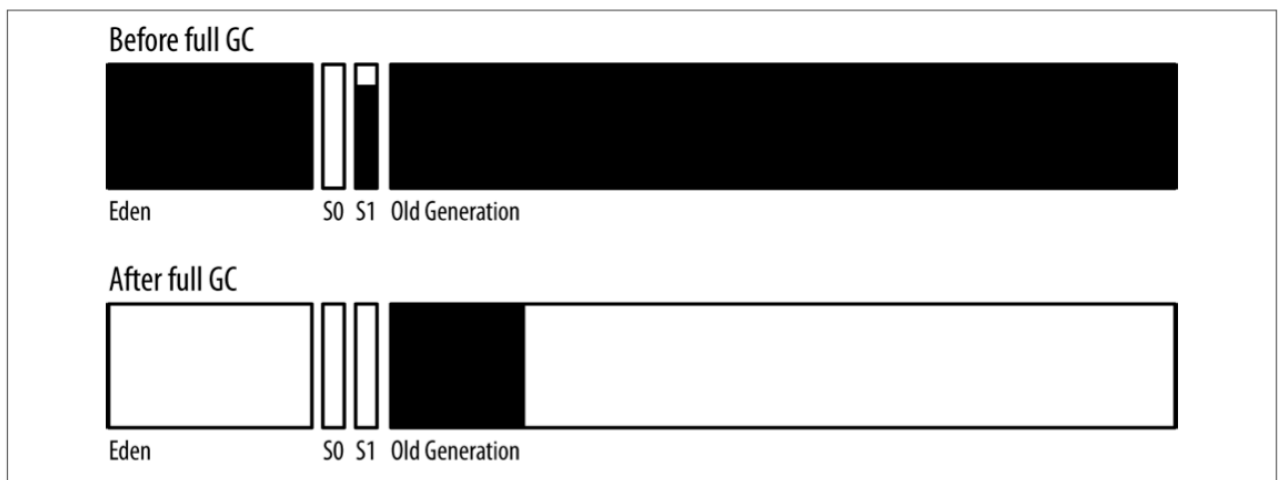 Before full GC
Eden S0 S1 Old Generation
After full GC
Eden S0 S1 Old Generation